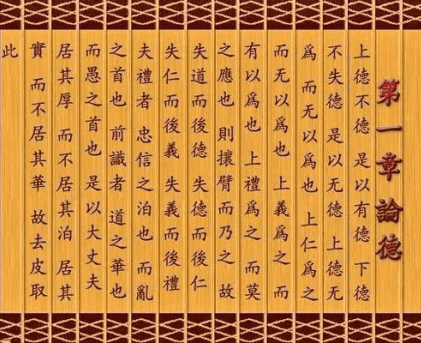 第一章論德
上德不德 是以有德 下德
不失德 是以无德 上德无
爲 而无以爲也 上仁爲之
而无以爲也 上義爲之 而
有以爲也 上禮爲之 而莫
之應也 則攘臂而乃之 故
失道而後德 失德而後仁
失仁而後義 失義而後禮
夫禮者 忠信之泊也 而亂
之首也 前識者 道之華也
而愚之首也 是以大丈夫
居其厚 而不居其泊 居其
實 而不居其華 故去皮取
此